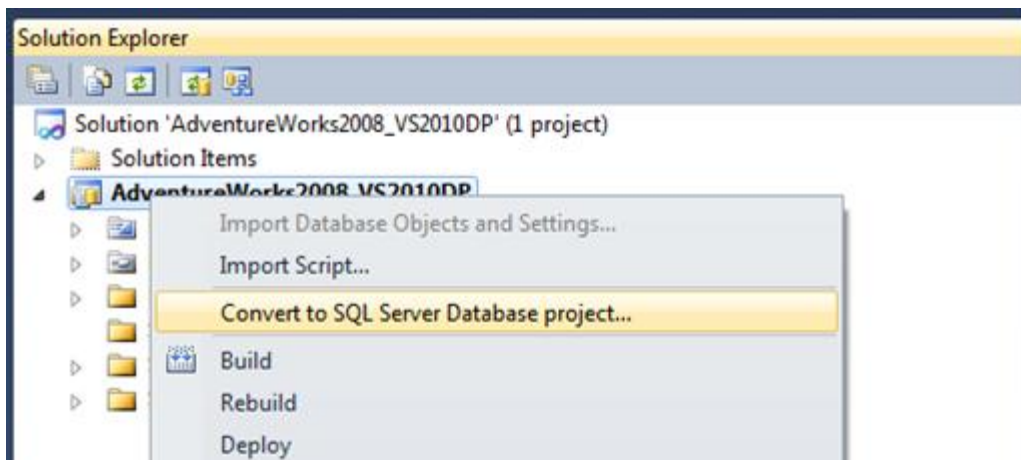 Solution Explorer
Solution 'AdventureWorks2008_VS2010DP' (1 project)
Solution Items
AdventureWorks2008_VS2010DP
Import Database Objects and Settings...
Import Script...
Convert to SQL Server Database project...
Build
Rebuild
Deploy